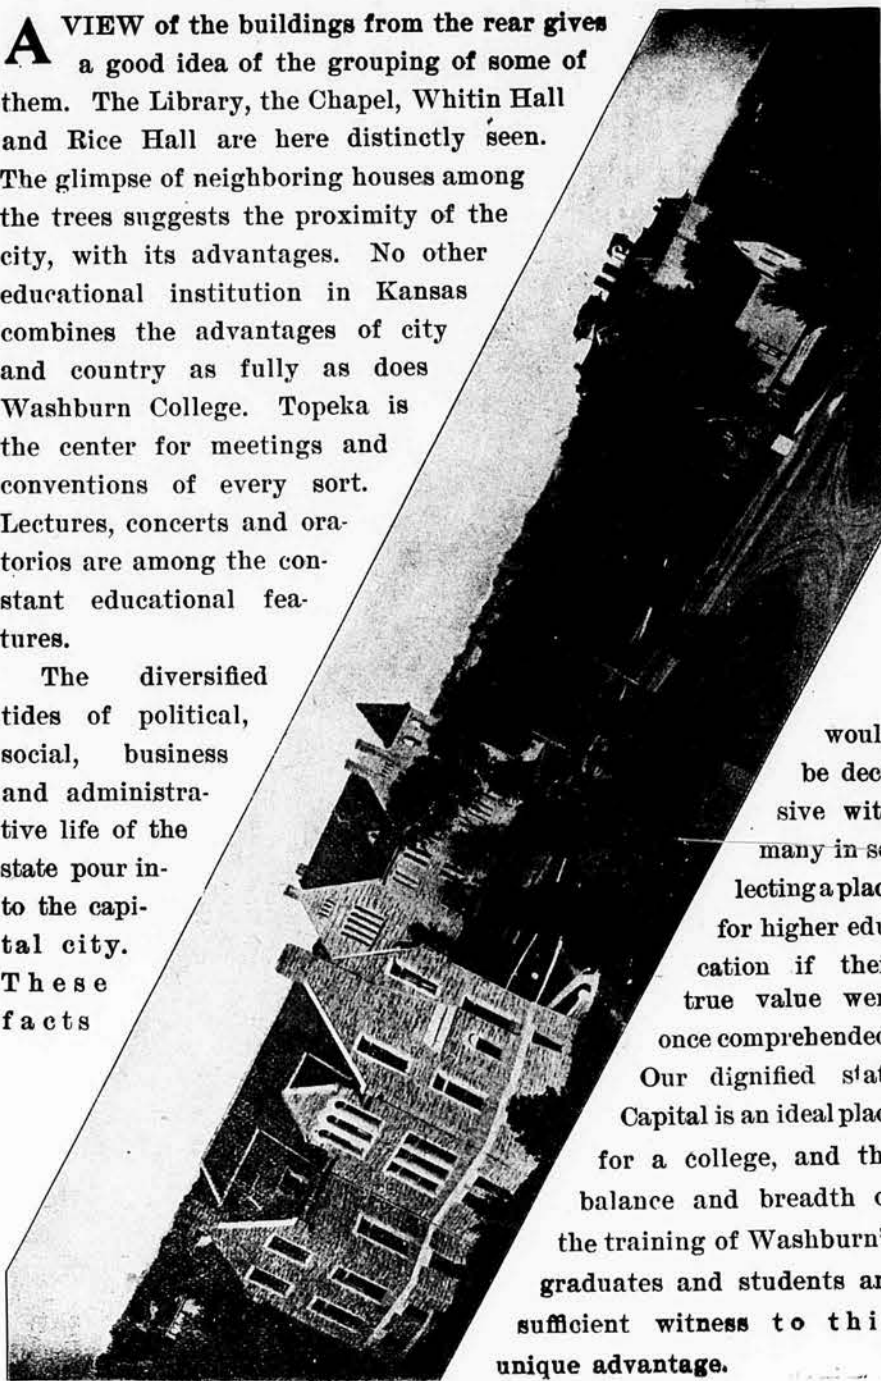 A VIEW of the buildings from the rear gives
a good idea of the grouping of some of
them. The Library, the Chapel, Whitin Hall
and Rice Hall are here distinctly seen.
The glimpse of neighboring houses among
the trees suggests the proximity of the
city, with its advantages. No other
educational institution in Kansas
combines the advantages of city
and country as fully as does
Washburn College. Topeka is
the center for meetings and
conventions of every sort.
Lectures, concerts and ora-
torios are among the con-
stant educational fea-
tures.
The diversified
tides of political,
social, business
and administra-
tive life of the
state pour in-
to the capi-
tal city.
These
facts
woul
be dec
sive wit
many in se
lecting a plac
for higher edu
cation if thei
true value wer
once comprehended
Our dignified stat
Capital is an ideal plac
for a college, and th
balance and breadth o
the training of Washburn'
graduates and students ar
sufficient witness to thi
unique advantage.